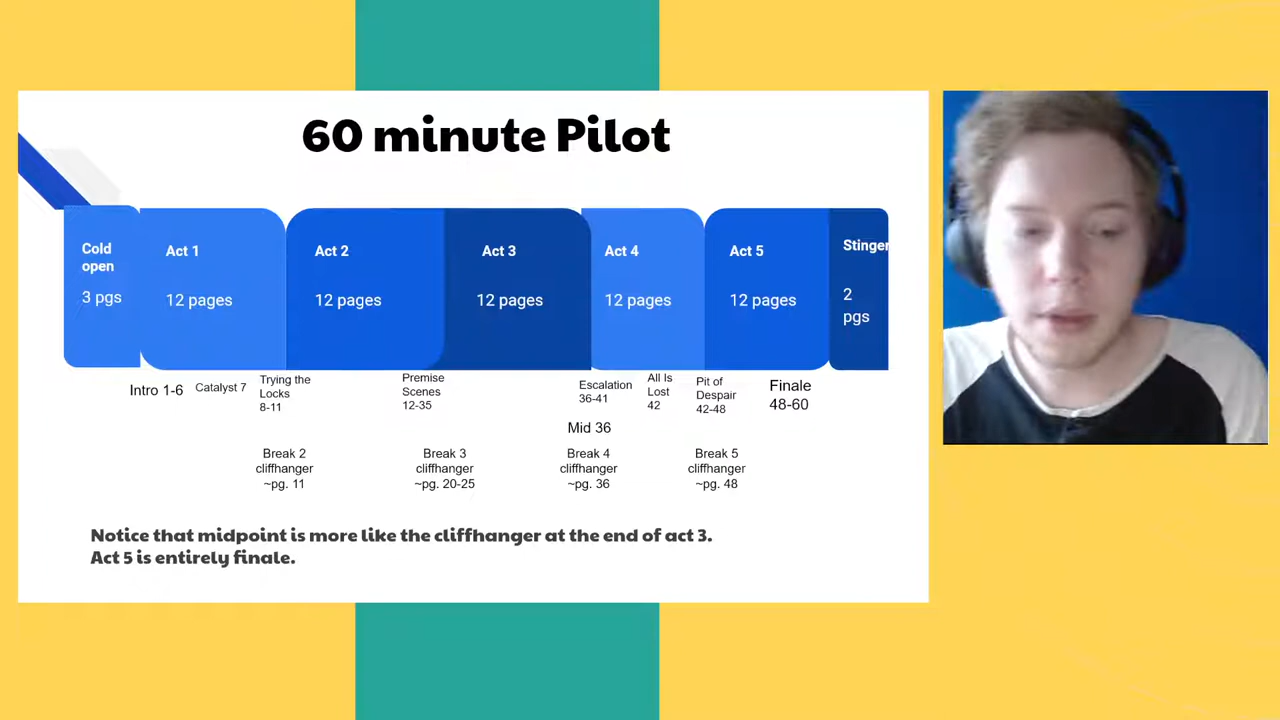 60 minute Pilot
Cold
open
3 pgs
Act 1
12 pages
Act 2
12 pages
Act 3
12 pages
Act 4
12 pages
Act 5
12 pages
Stinger
2
pgs
Intro 1-6
Catalyst 7
Trying the
Locks
8-11
Premise
Scenes
12-35
Escalation
36-41
All Is
Lost
42
Pit of
Despair
42-48
Finale
48-60
Mid 36
Break 2
cliffhanger
~pg. 11
Break 3
cliffhanger
~pg. 20-25
Break 4
cliffhanger
~pg. 36
Break 5
cliffhanger
~pg. 48
Notice that midpoint is more like the cliffhanger at the end of act 3.
Act 5 is entirely finale.